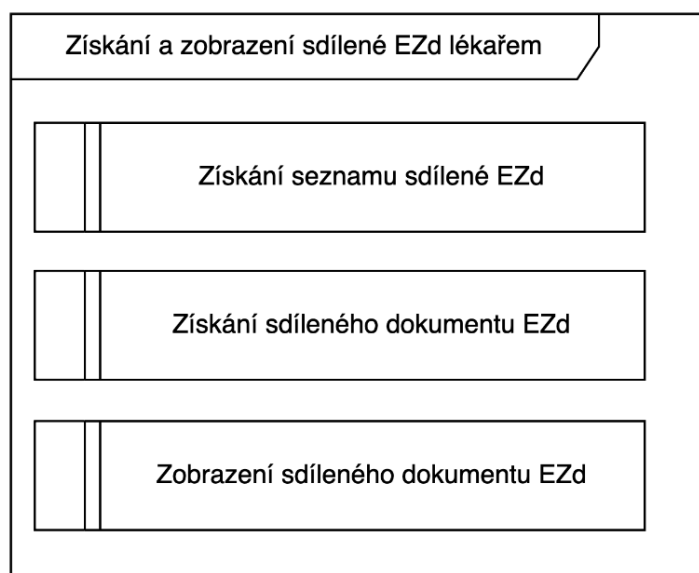 Získání a zobrazení sdílené EZd lékařem
Získání seznamu sdílené EZd
Získání sdíleného dokumentu EZd
Zobrazení sdíleného dokumentu EZd